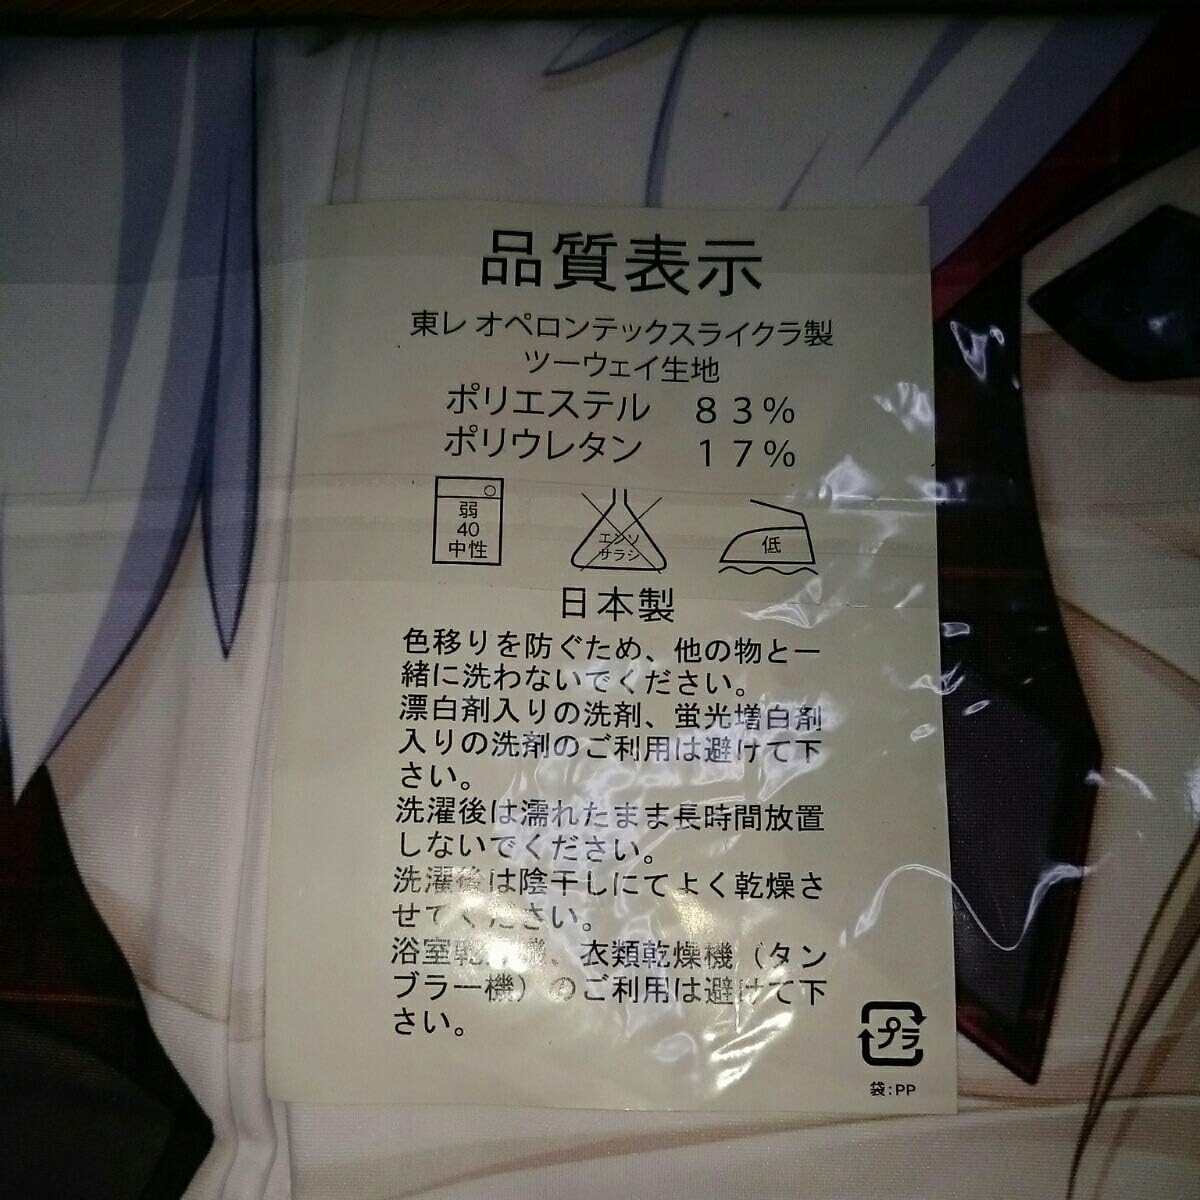 品質表示
東レ オペロンテックスライクラ製
ツーウェイ生地
ポリエステル 83%
ポリウレタン 17%
弱
40
中性
エンソ
サラシ
低
日本製
色移りを防ぐため、他の物と一
緒に洗わないでください。
漂白剤入りの洗剤、蛍光増白剤
入りの洗剤のご利用は避けて下
さい。
洗濯後は濡れたまま長時間放置
しないでください。
洗濯後は陰干しにてよく乾燥さ
せてください。
浴室乾燥機、衣類乾燥機(タン
ブラー機)のご利用は避けて下
さい。
プラ
袋:PP